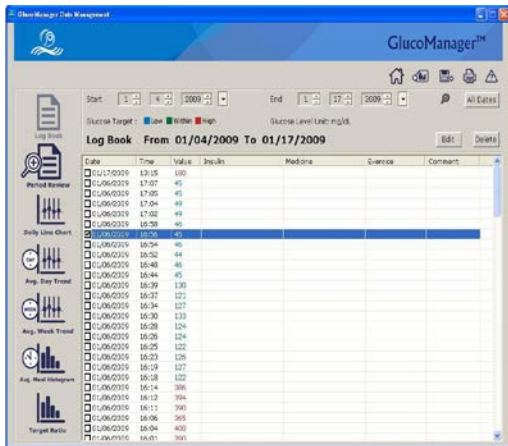 GlucoManager Data Management
GlucoManager™
Start 1 4 2009 End 1 17 2009 All Dates
Glucose Target : Low Within High Glucose Level Unit: mg/dL
Log Book From 01/04/2009 To 01/17/2009 Edit Delete
Log Book
Period Review
Daily Line Chart
Avg. Day Trend
Avg. Week Trend
Avg. Meal Histogram
Target Ratio
Date Time Value Insulin Medicine Exercise Comment
01/17/2009 13:15 100
01/06/2009 17:07 45
01/06/2009 17:05 45
01/06/2009 17:04 49
01/06/2009 17:02 49
01/06/2009 16:58 46
01/06/2009 16:56 45
01/06/2009 16:54 46
01/06/2009 16:52 44
01/06/2009 16:48 46
01/06/2009 16:44 45
01/06/2009 16:39 130
01/06/2009 16:37 121
01/06/2009 16:34 127
01/06/2009 16:30 133
01/06/2009 16:28 124
01/06/2009 16:26 124
01/06/2009 16:25 122
01/06/2009 16:23 126
01/06/2009 16:19 127
01/06/2009 16:18 122
01/06/2009 16:14 386
01/06/2009 16:12 394
01/06/2009 16:11 390
01/06/2009 16:06 365
01/06/2009 16:04 400
01/06/2009 16:01